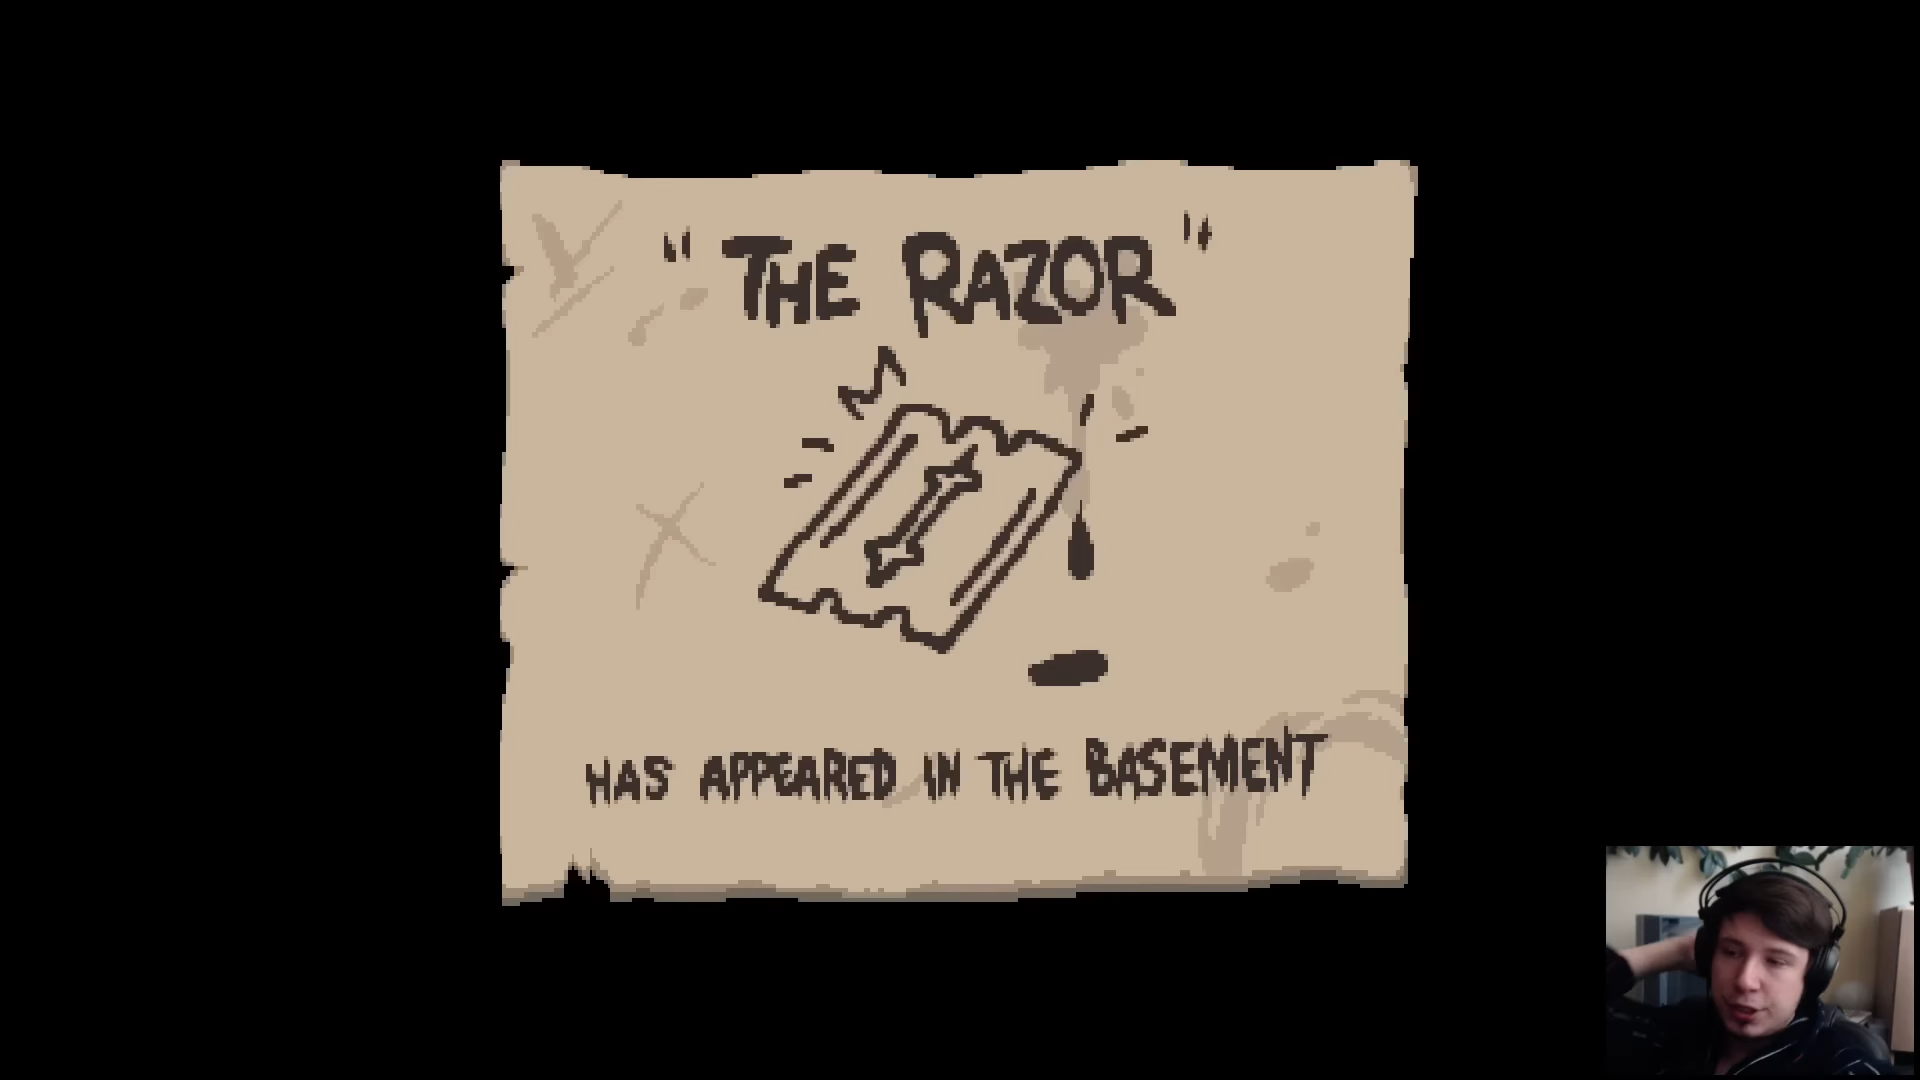 "THE RAZOR"
HAS APPEARED IN THE BASEMENT